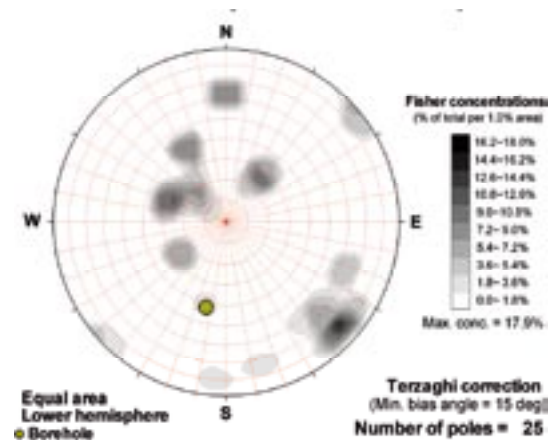 N
W
E
S
Fisher concentrations
(% of total per 1.0% area)
16.2~18.0%
14.4~16.2%
12.6~14.4%
10.8~12.6%
9.0~10.8%
7.2~9.0%
5.4~7.2%
3.6~5.4%
1.8~3.6%
0.0~1.8%
Max. conc. = 17.9%
Equal area
Lower hemisphere
Borehole
Terzaghi correction
(Min. bias angle = 15 deg)
Number of poles = 25